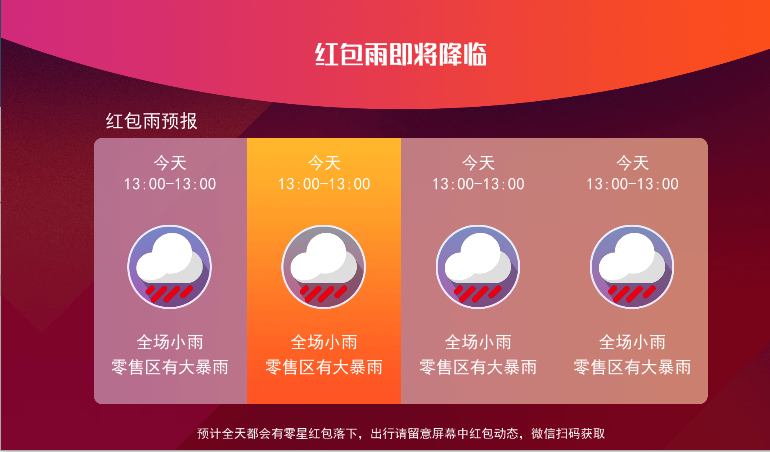 红包雨即将降临
红包雨预报
今天
13:00-13:00
全场小雨
零售区有大暴雨
今天
13:00-13:00
全场小雨
零售区有大暴雨
今天
13:00-13:00
全场小雨
零售区有大暴雨
今天
13:00-13:00
全场小雨
零售区有大暴雨
预计全天都会有零星红包落下，出行请留意屏幕中红包动态，微信扫码获取